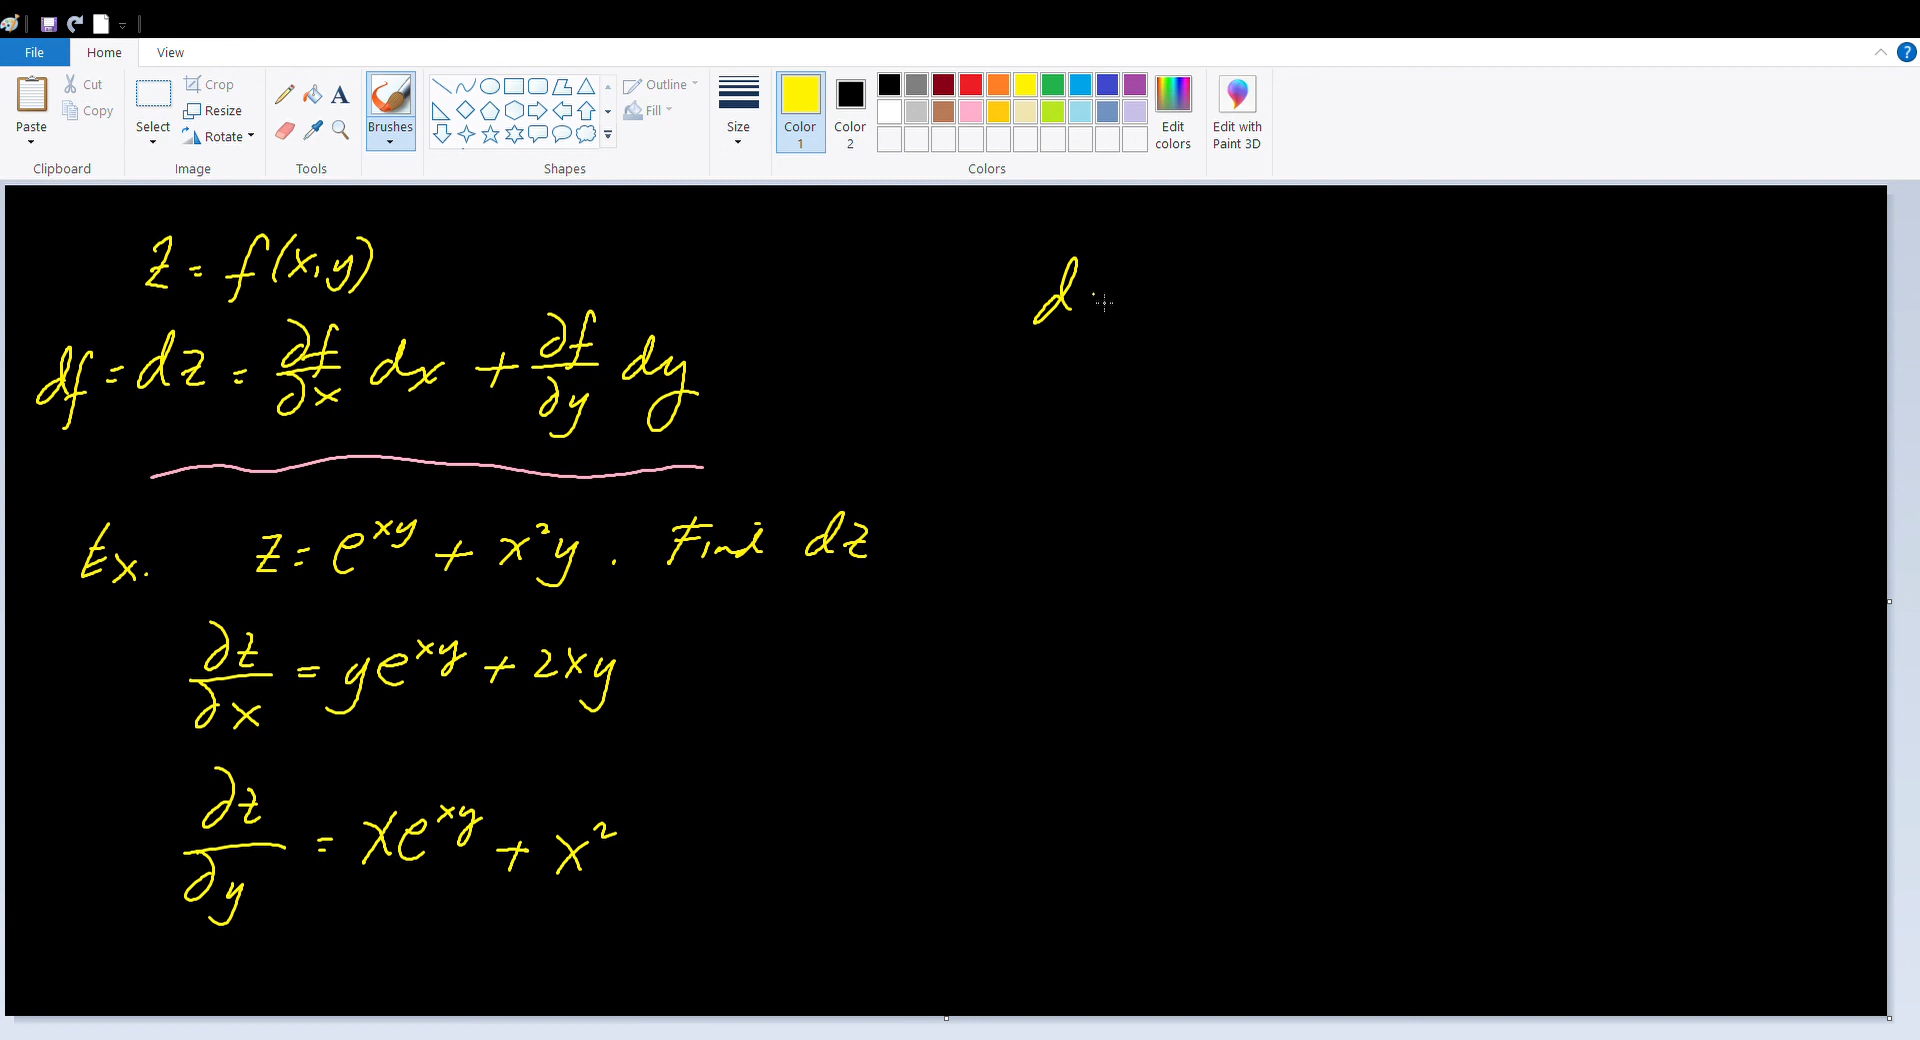 File Home View
Paste
Cut
Copy
Clipboard
Select
Crop
Resize
Rotate
Image
A
Tools
Brushes
Shapes
Outline
Fill
Size
Color 1
Color 2
Colors
Edit colors
Edit with Paint 3D
?
z = f(x,y)
df = dz = ∂f/∂x dx + ∂f/∂y dy
Ex. z = e^xy + x²y. Find dz
∂z/∂x = ye^xy + 2xy
∂z/∂y = xe^xy + x²
d